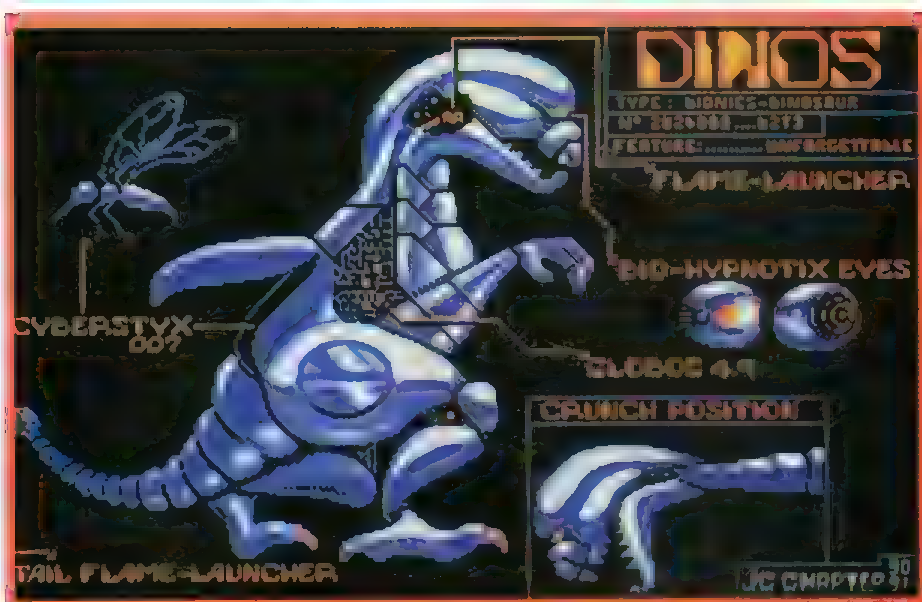 DINOS
TYPE: BIONICS-DINOSAUR
FEATURE:......... UNFORGETTABLE
FLAME-LAUNCHER
BIO-HYPNOTIX EYES
CYBERSTYX
007
GLOBOS 4.9
CRUNCH POSITION
TAIL FLAME-LAUNCHER